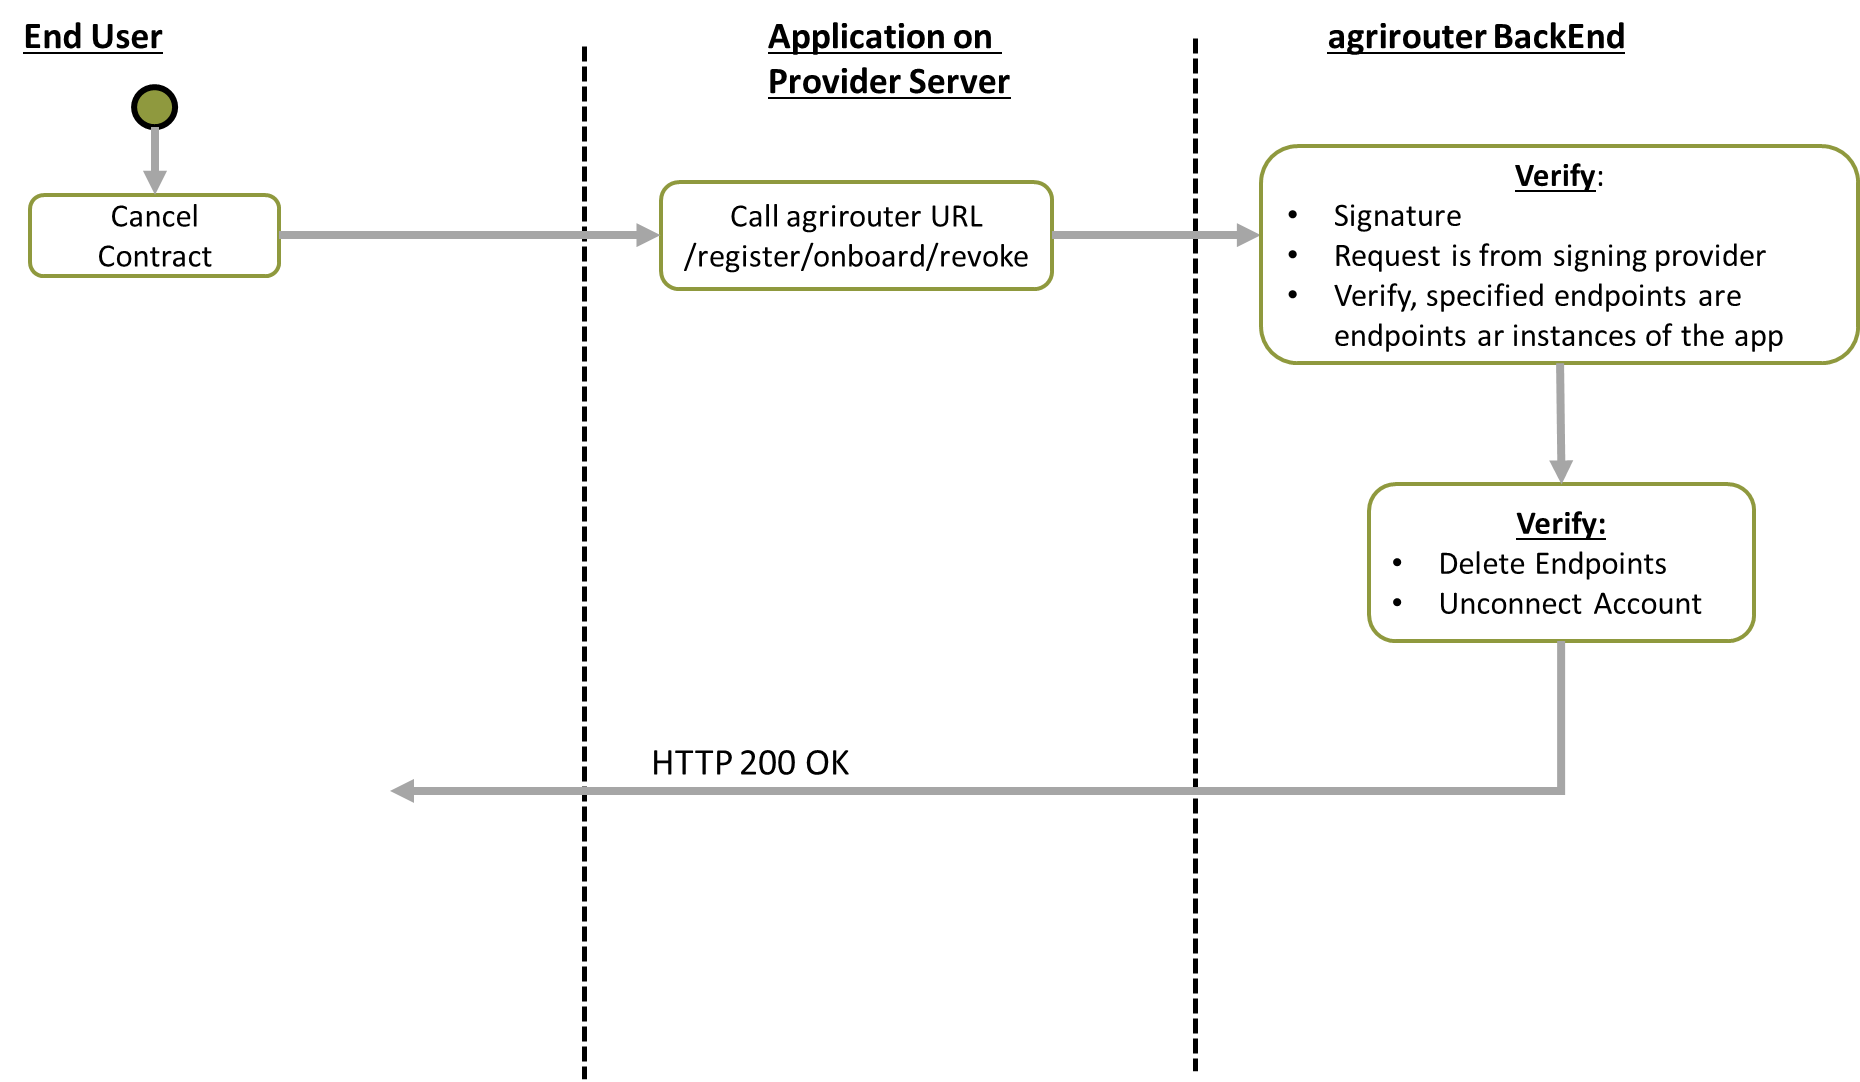 End User
Application on
Provider Server
agrirouter BackEnd
Cancel
Contract
Call agrirouter URL
/register/onboard/revoke
Verify:
• Signature
• Request is from signing provider
• Verify, specified endpoints are
endpoints ar instances of the app
Verify:
• Delete Endpoints
• Unconnect Account
HTTP 200 OK